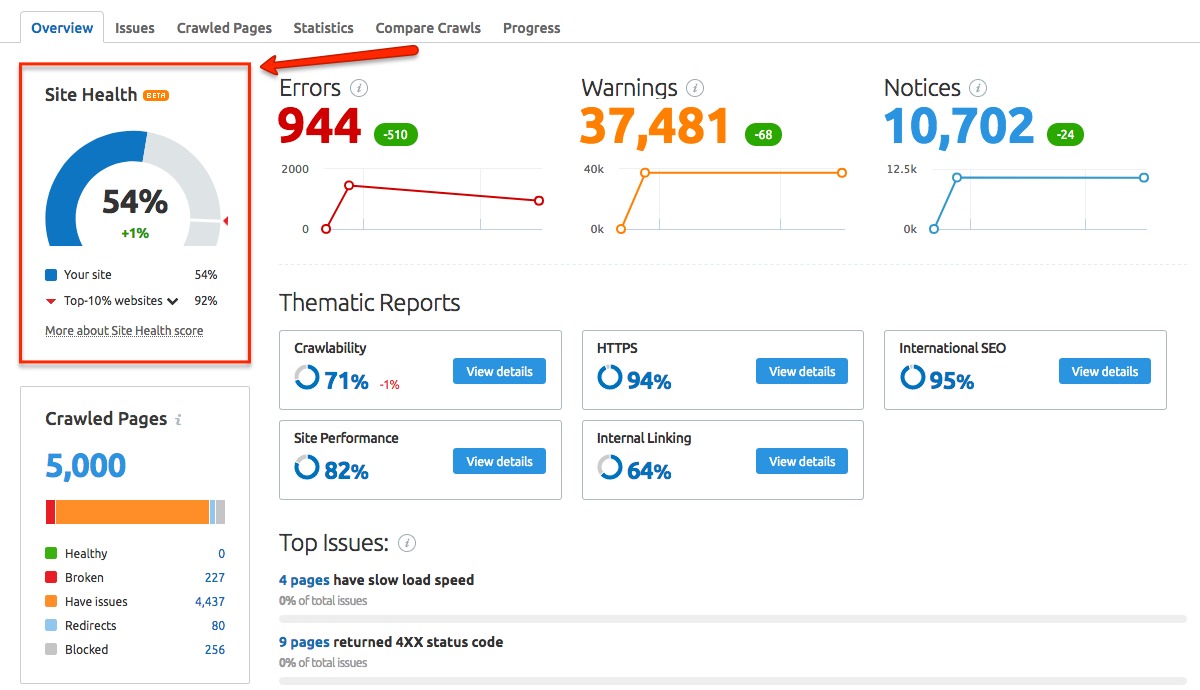 Overview Issues Crawled Pages Statistics Compare Crawls Progress
Site Health BETA
54%
+1%
Your site 54%
Top-10% websites 92%
More about Site Health score
Crawled Pages i
5,000
Healthy 0
Broken 227
Have issues 4,437
Redirects 80
Blocked 256
Errors i
944 -510
2000
0
Warnings i
37,481 -68
40k
0k
Notices i
10,702 -24
12.5k
0k
Thematic Reports
Crawlability
71% -1% View details
HTTPS
94% View details
International SEO
95% View details
Site Performance
82% View details
Internal Linking
64% View details
Top Issues: i
4 pages have slow load speed
0% of total issues
9 pages returned 4XX status code
0% of total issues